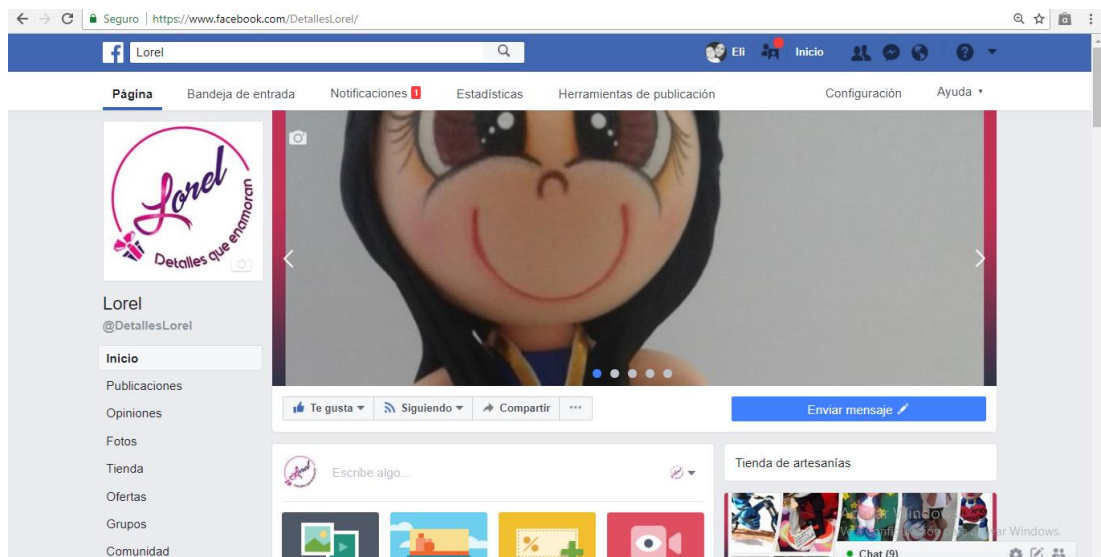 Seguro | https://www.facebook.com/DetallesLorel/
f Lorel Eli Inicio
Página Bandeja de entrada Notificaciones 1 Estadísticas Herramientas de publicación Configuración Ayuda
Lorel
Detalles que enamoran
Lorel
@DetallesLorel
Inicio
Publicaciones
Opiniones
Fotos
Tienda
Ofertas
Grupos
Comunidad
Te gusta Siguiendo Compartir ... Enviar mensaje
Lorel
Escribe algo...
Tienda de artesanías
Chat (9)